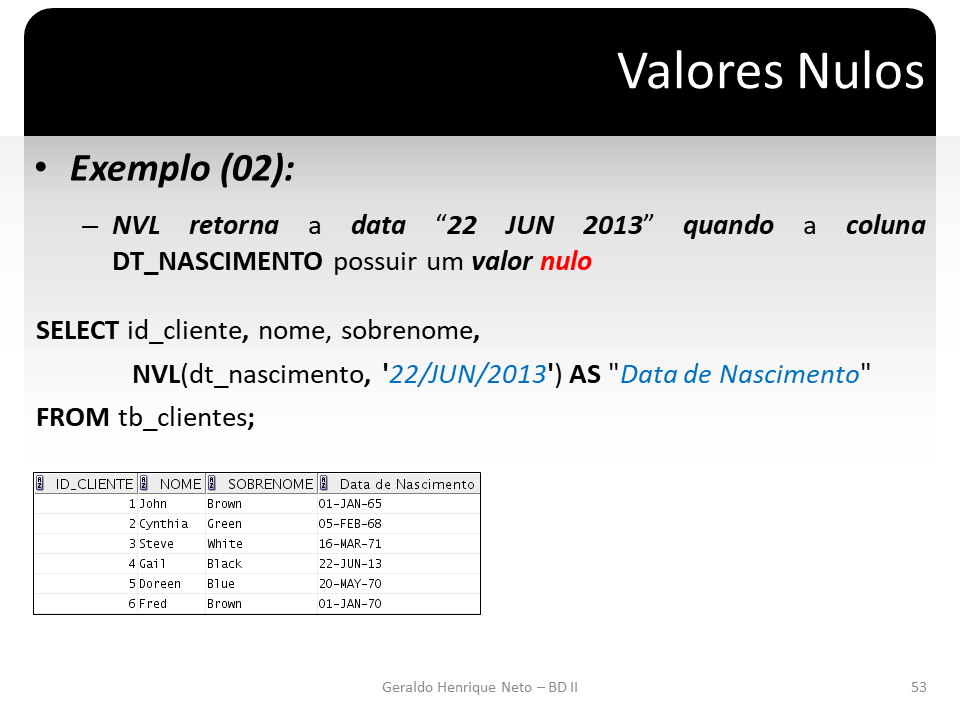 Valores Nulos
• Exemplo (02):
– NVL retorna a data “22 JUN 2013” quando a coluna
DT_NASCIMENTO possuir um valor nulo
SELECT id_cliente, nome, sobrenome,
NVL(dt_nascimento, '22/JUN/2013') AS "Data de Nascimento"
FROM tb_clientes;
ID_CLIENTE NOME SOBRENOME Data de Nascimento
1 John Brown 01-JAN-65
2 Cynthia Green 05-FEB-68
3 Steve White 16-MAR-71
4 Gail Black 22-JUN-13
5 Doreen Blue 20-MAY-70
6 Fred Brown 01-JAN-70
Geraldo Henrique Neto – BD II 53